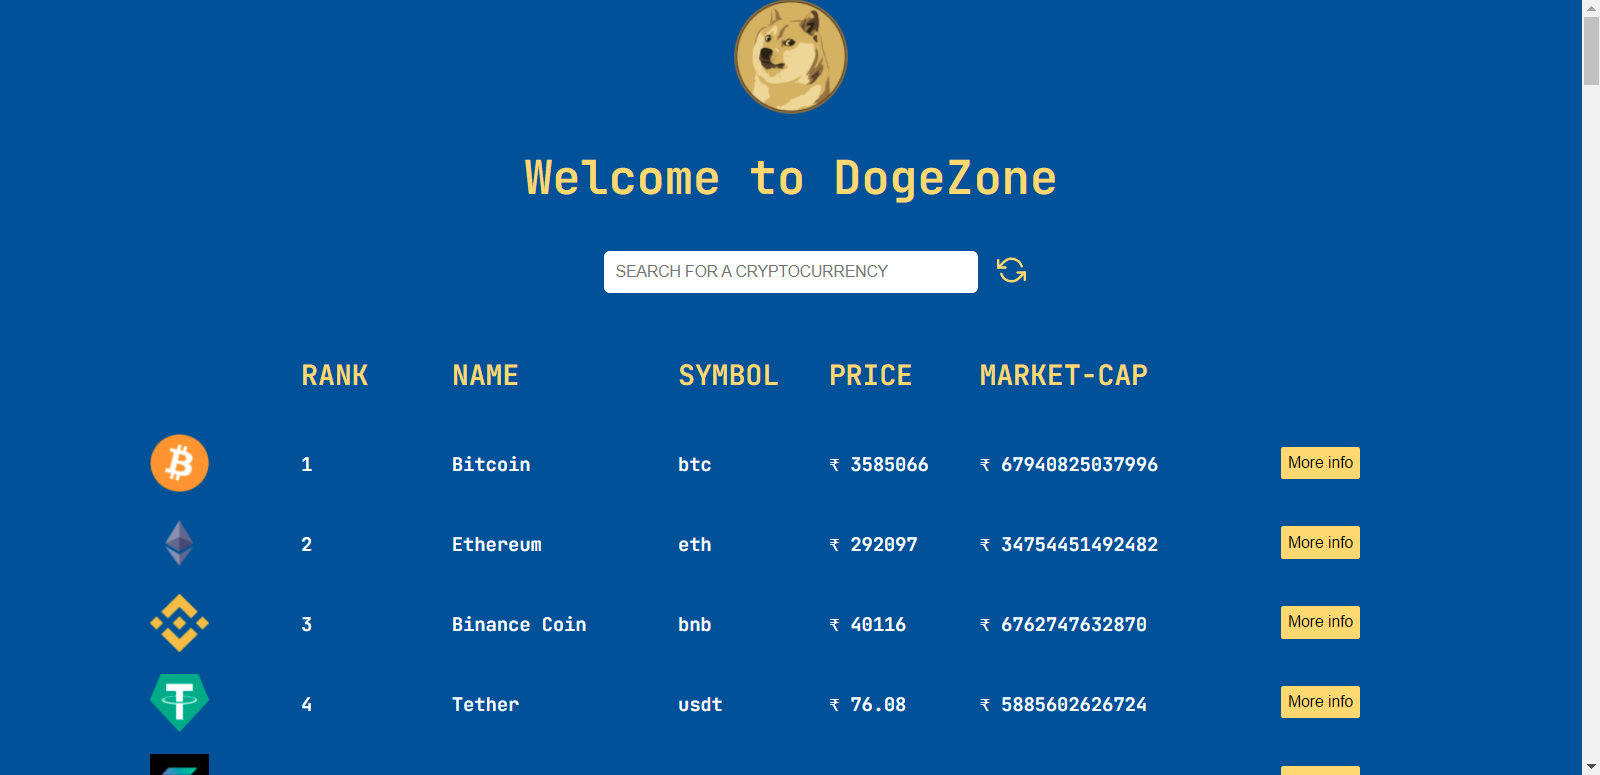 Welcome to DogeZone
SEARCH FOR A CRYPTOCURRENCY
RANK NAME SYMBOL PRICE MARKET-CAP
1 Bitcoin btc ₹ 3585066 ₹ 67940825037996 More info
2 Ethereum eth ₹ 292097 ₹ 34754451492482 More info
3 Binance Coin bnb ₹ 40116 ₹ 6762747632870 More info
4 Tether usdt ₹ 76.08 ₹ 5885602626724 More info